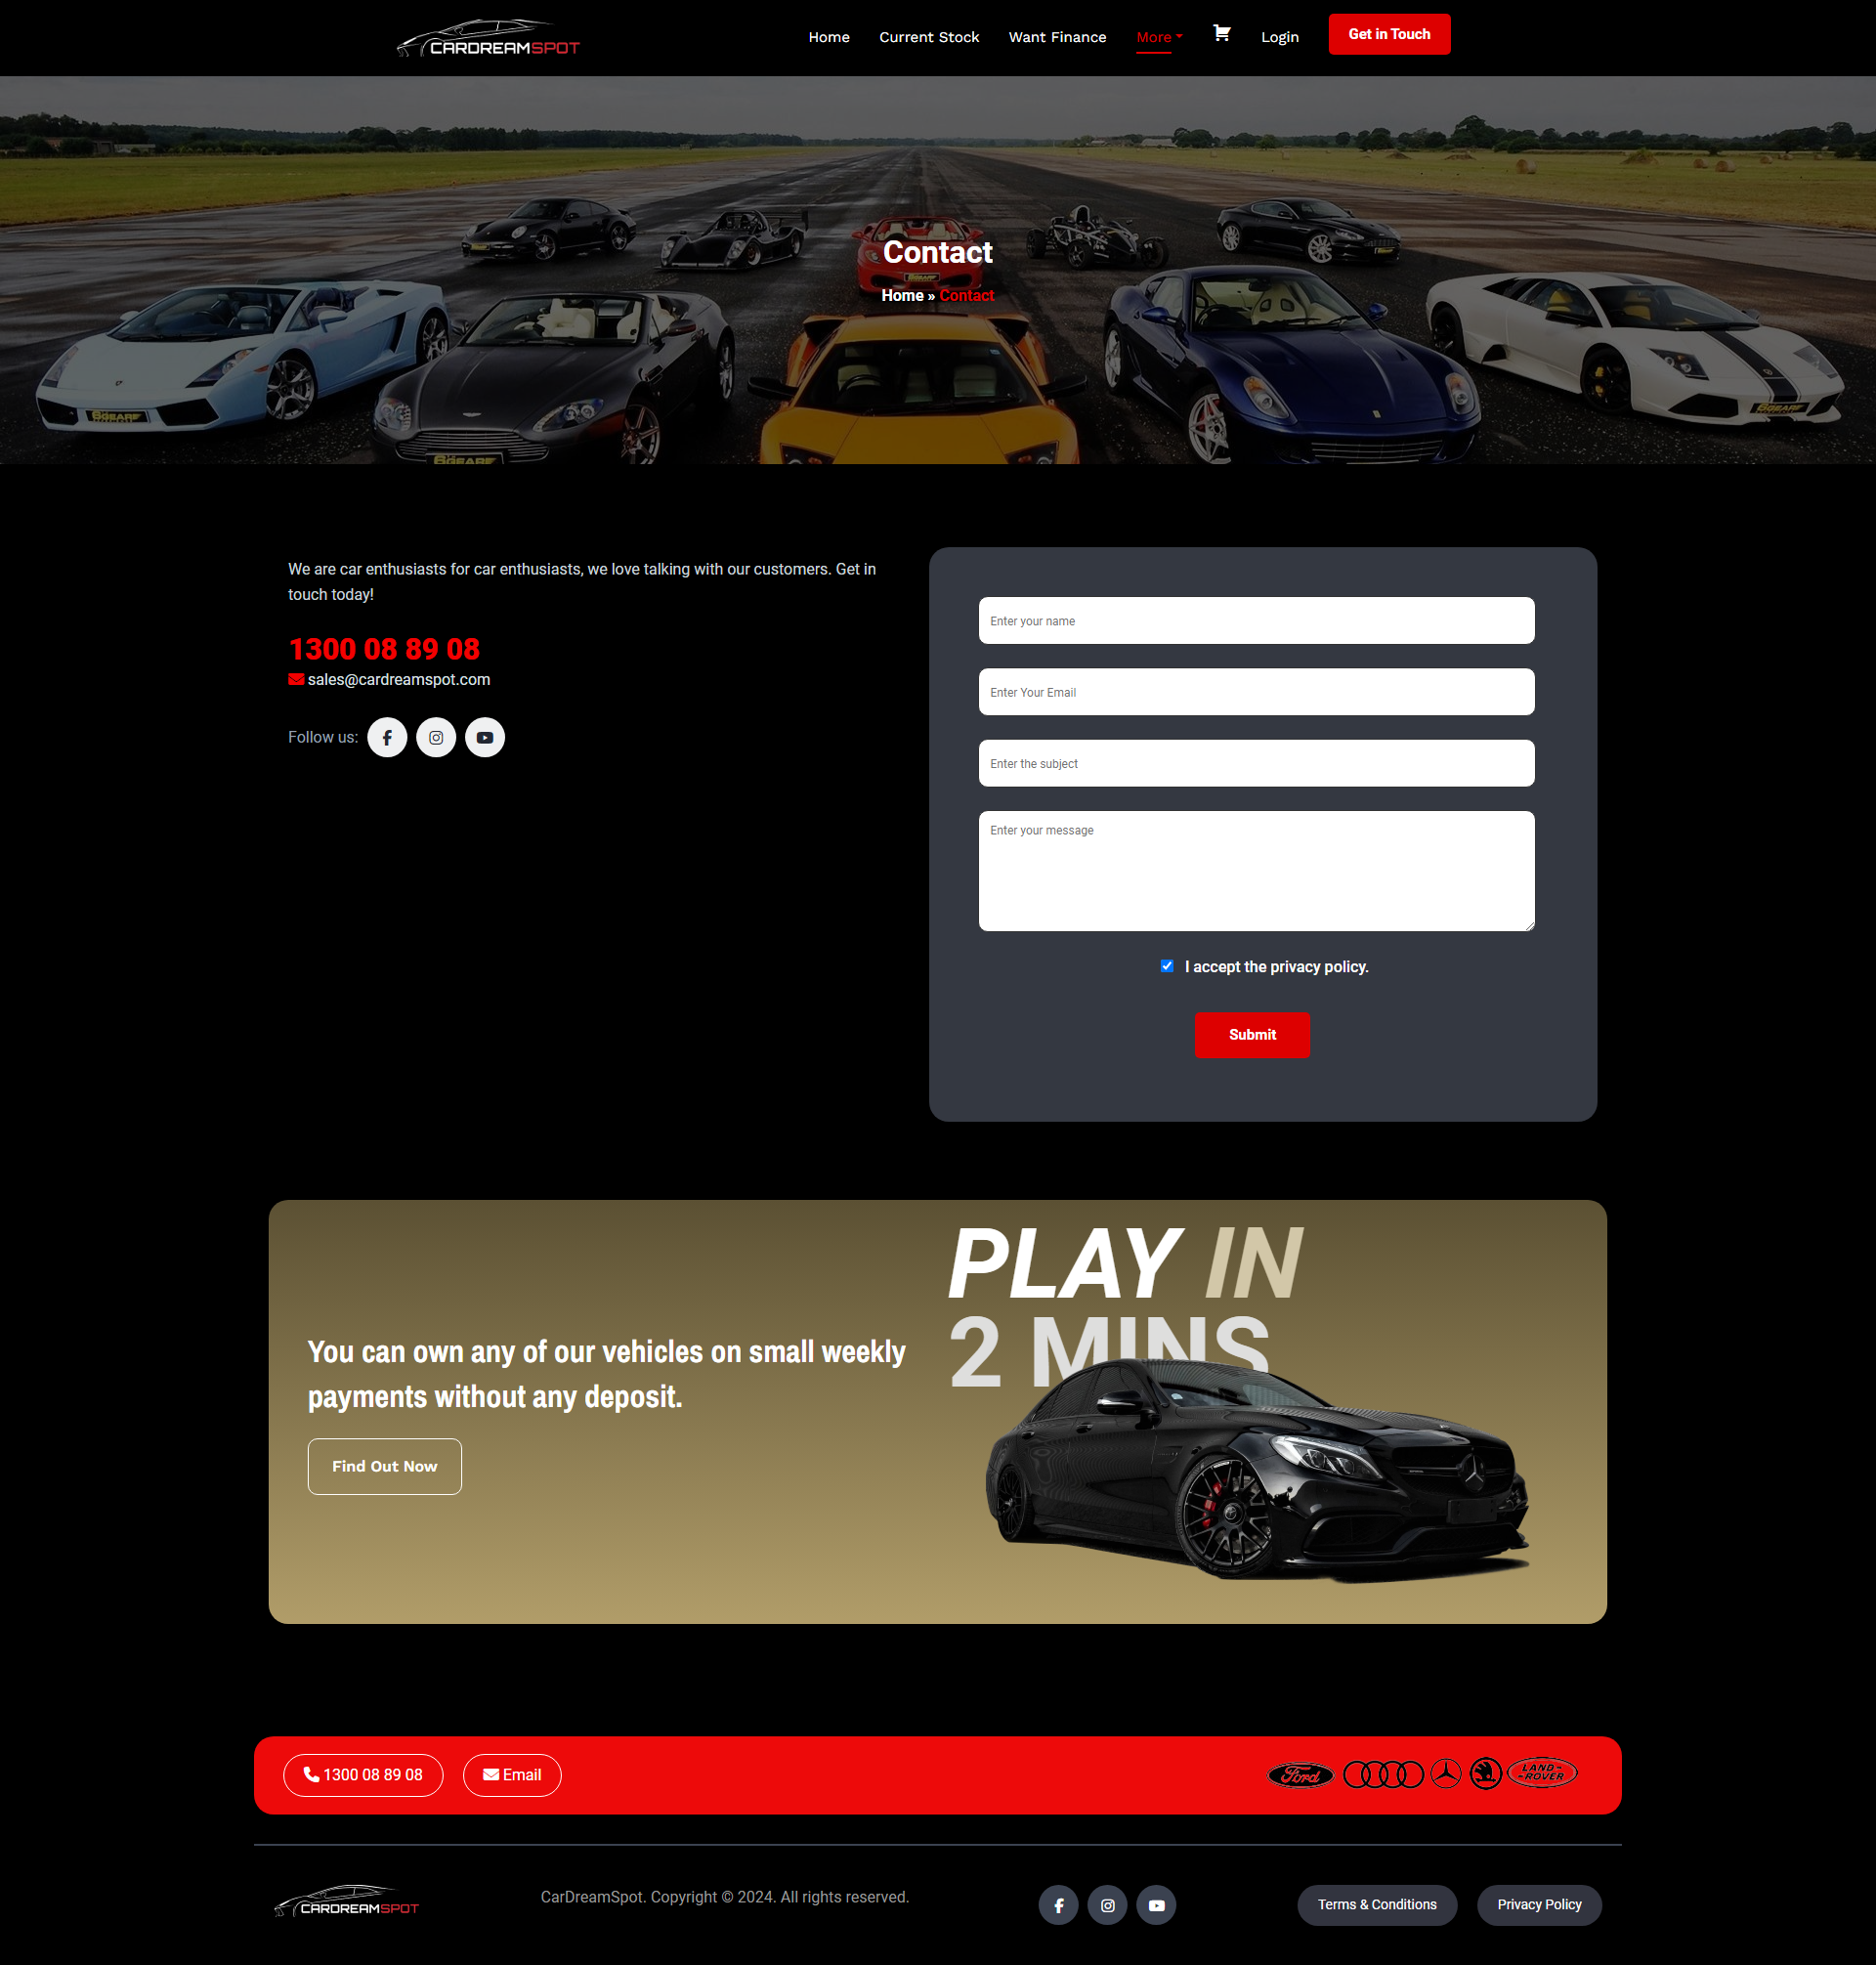 CARDREAMSPOT
Home
Current Stock
Want Finance
More
Login
Get in Touch
Contact
Home » Contact
We are car enthusiasts for car enthusiasts, we love talking with our customers. Get in
touch today!
1300 08 89 08
sales@cardreamspot.com
Follow us:
Enter your name
Enter Your Email
Enter the subject
Enter your message
I accept the privacy policy.
Submit
PLAY IN
2 MINS
You can own any of our vehicles on small weekly
payments without any deposit.
Find Out Now
1300 08 89 08
Email
Ford
LAND-
-ROVER
CARDREAMSPOT
CarDreamSpot. Copyright © 2024. All rights reserved.
Terms & Conditions
Privacy Policy